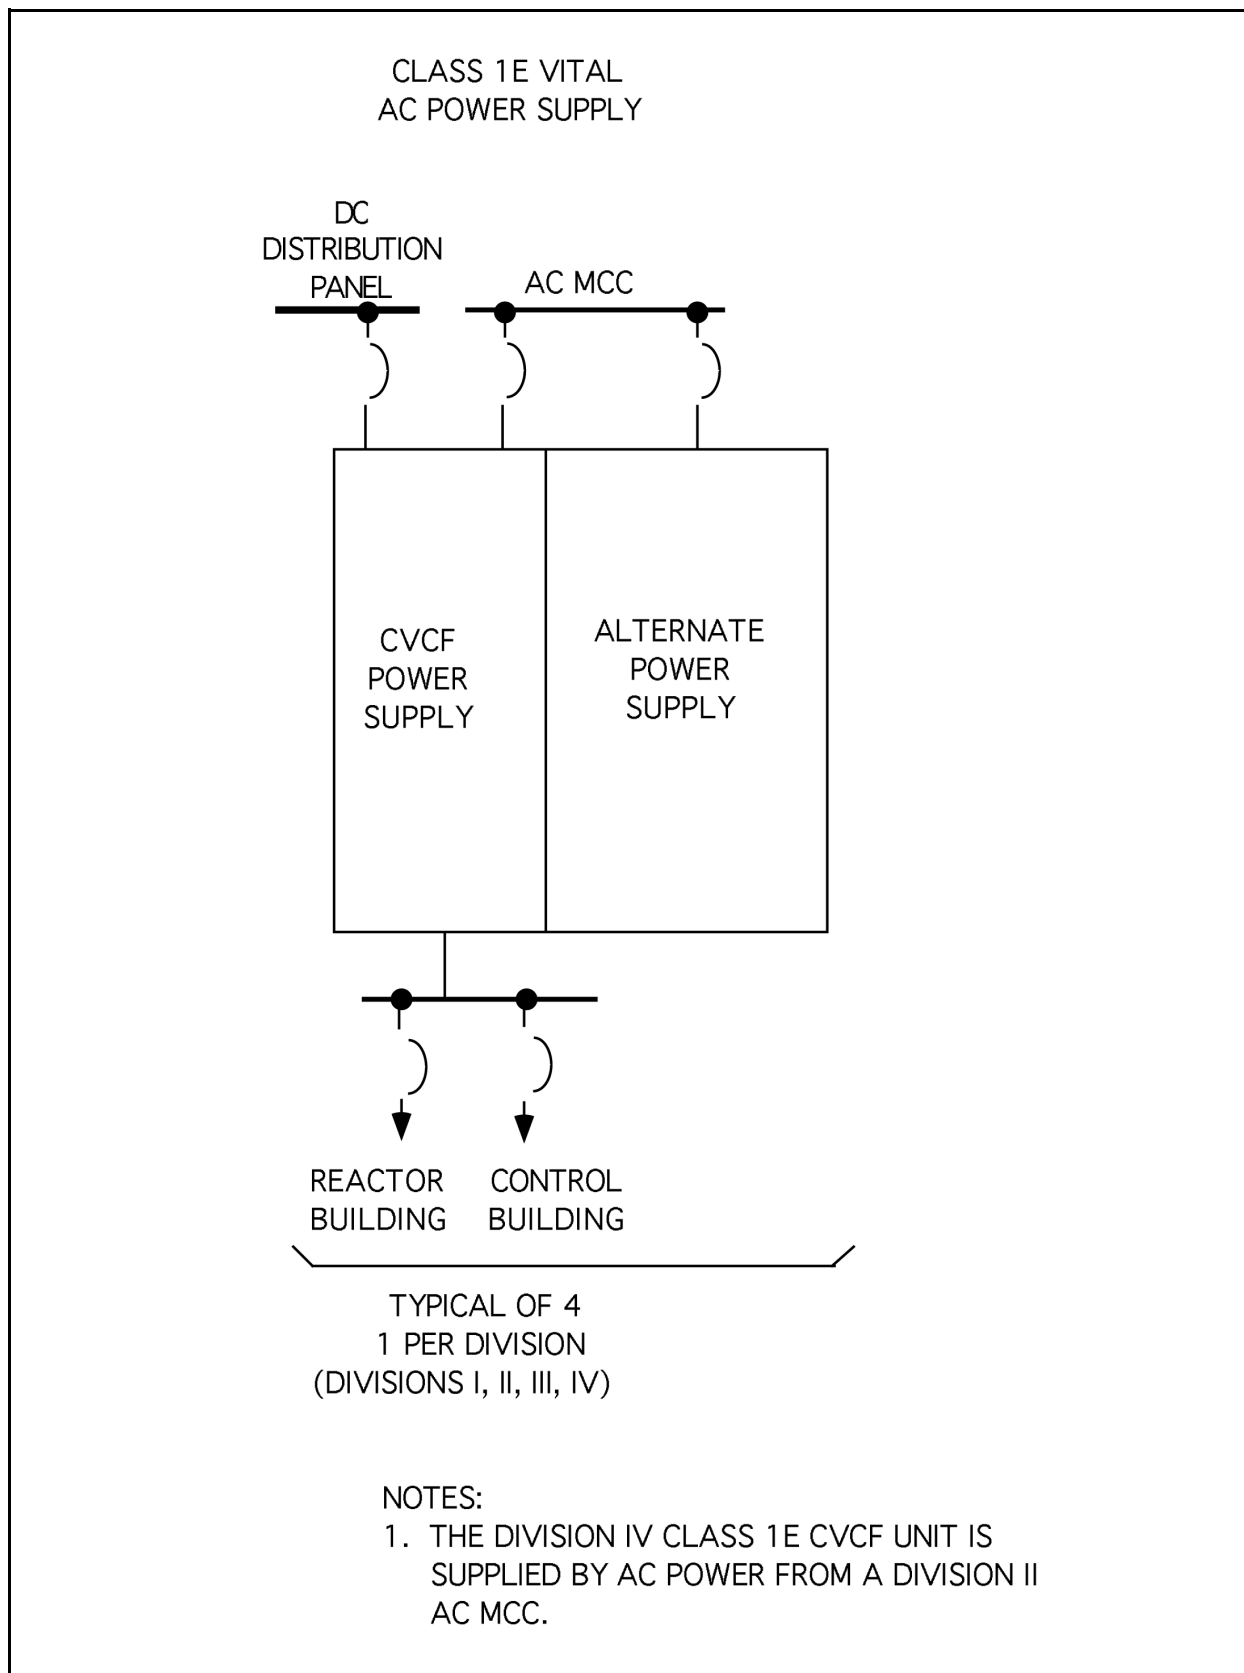 CLASS 1E VITAL
AC POWER SUPPLY
DC
DISTRIBUTION
PANEL
AC MCC
CVCF
POWER
SUPPLY
ALTERNATE
POWER
SUPPLY
REACTOR
BUILDING
CONTROL
BUILDING
TYPICAL OF 4
1 PER DIVISION
(DIVISIONS I, II, III, IV)
NOTES:
1. THE DIVISION IV CLASS 1E CVCF UNIT IS
SUPPLIED BY AC POWER FROM A DIVISION II
AC MCC.